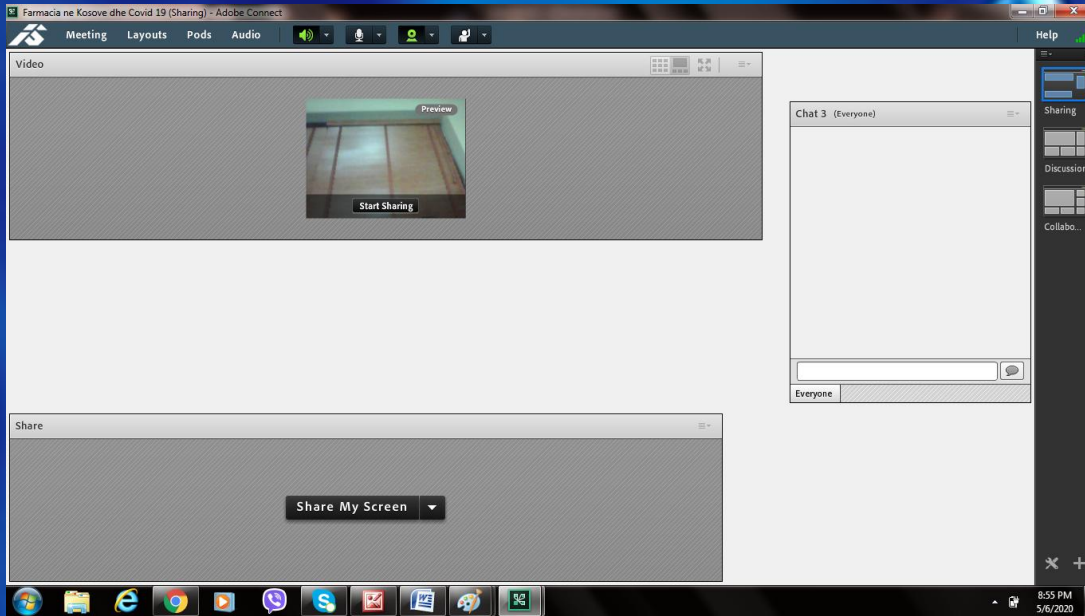 Farmacia ne Kosove dhe Covid 19 (Sharing) - Adobe Connect
Meeting Layouts Pods Audio Help
Video
Preview
Start Sharing
Chat 3 (Everyone)
Everyone
Share
Share My Screen
Sharing
Discussion
Collabo...
8:55 PM
5/6/2020